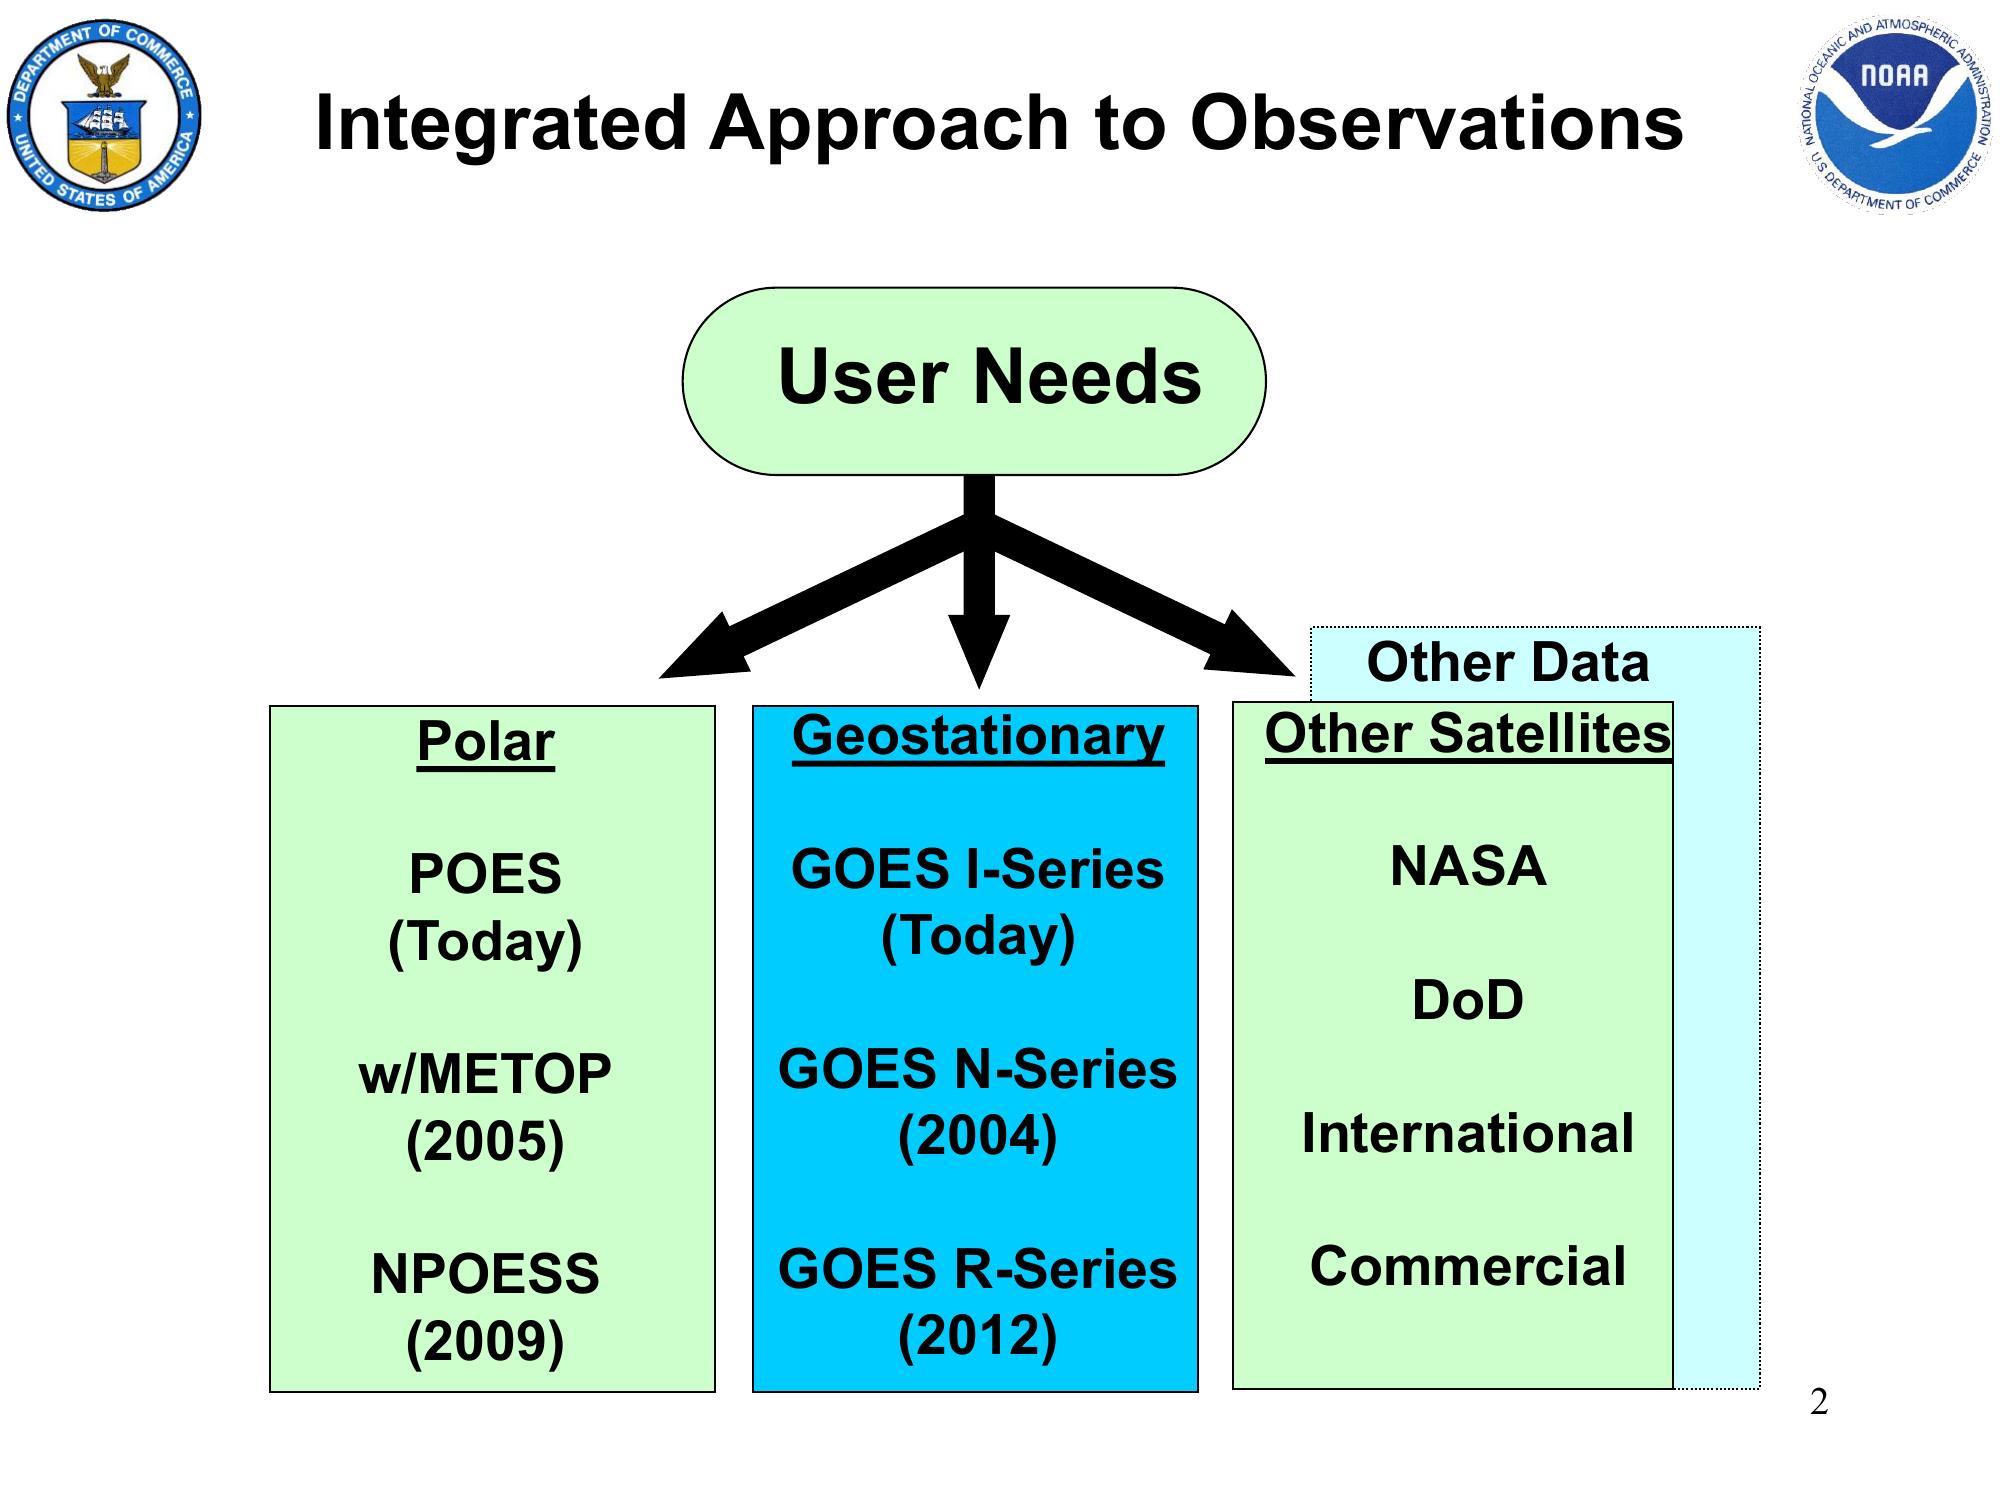 DEPARTMENT OF COMMERCE
UNITED STATES OF AMERICA
Integrated Approach to Observations
NATIONAL OCEANIC AND ATMOSPHERIC ADMINISTRATION
NOAA
U.S. DEPARTMENT OF COMMERCE
User Needs
Other Data
Polar
POES
(Today)
w/METOP
(2005)
NPOESS
(2009)
Geostationary
GOES I-Series
(Today)
GOES N-Series
(2004)
GOES R-Series
(2012)
Other Satellites
NASA
DoD
International
Commercial
2